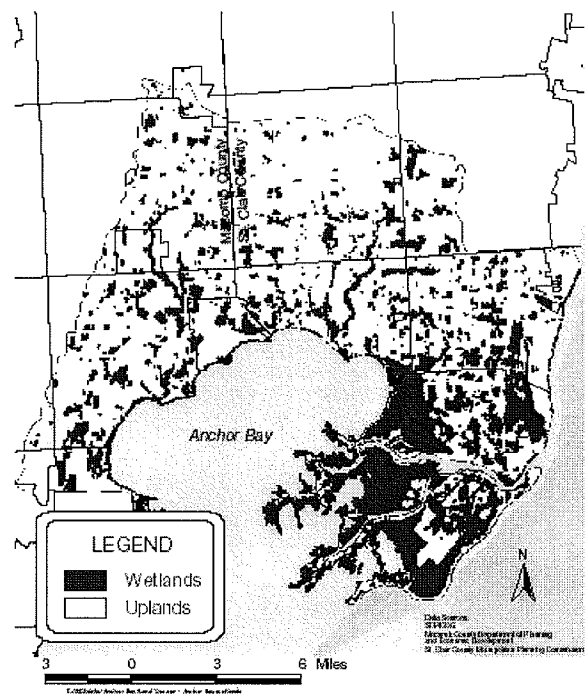 Macomb County
St. Clair County
Anchor Bay
LEGEND
Wetlands
Uplands
N
Data Sources:
SEMCOG
Macomb County Department of Planning
and Economic Development
St. Clair County Metropolitan Planning Commission
3 0 3 6 Miles